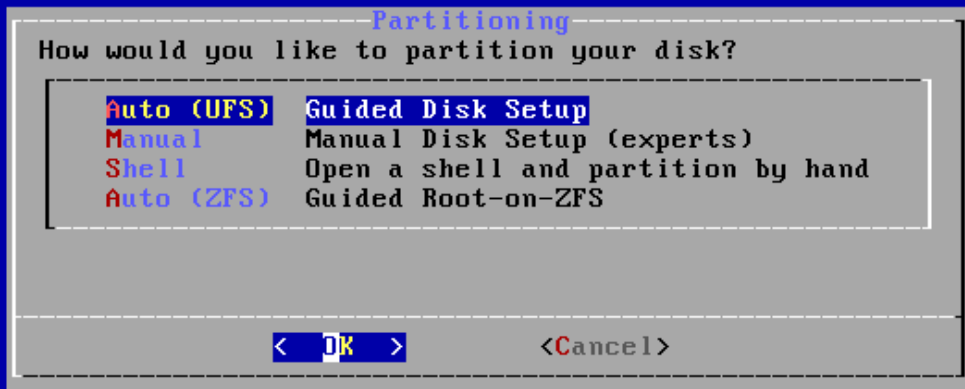 Partitioning
How would you like to partition your disk?
Auto (UFS) Guided Disk Setup
Manual Manual Disk Setup (experts)
Shell Open a shell and partition by hand
Auto (ZFS) Guided Root-on-ZFS
< OK > <Cancel>